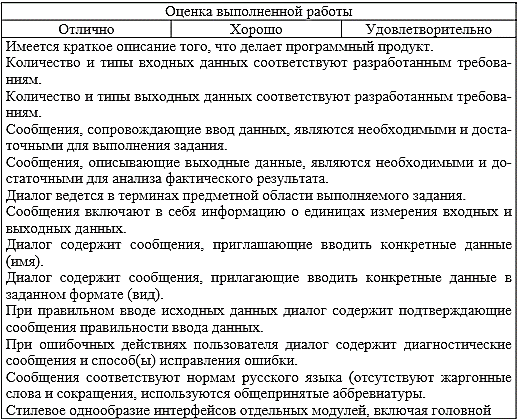 Оценка выполненной работы
Отлично Хорошо Удовлетворительно
Имеется краткое описание того, что делает программный продукт.
Количество и типы входных данных соответствуют разработанным требова-
ниям.
Количество и типы выходных данных соответствуют разработанным требова-
ниям.
Сообщения, сопровождающие ввод данных, являются необходимыми и доста-
точными для выполнения задания.
Сообщения, описывающие выходные данные, являются необходимыми и до-
статочными для анализа фактического результата.
Диалог ведется в терминах предметной области выполняемого задания.
Сообщения включают в себя информацию о единицах измерения входных и
выходных данных.
Диалог содержит сообщения, приглашающие вводить конкретные данные
(имя).
Диалог содержит сообщения, прилагающие вводить конкретные данные в
заданном формате (вид).
При правильном вводе исходных данных диалог содержит подтверждающие
сообщения правильности ввода данных.
При ошибочных действиях пользователя диалог содержит диагностические
сообщения и способ(ы) исправления ошибки.
Сообщения соответствуют нормам русского языка (отсутствуют жаргонные
слова и сокращения, используются общепринятые аббревиатуры.
Стилевое однообразие интерфейсов отдельных модулей, включая головной